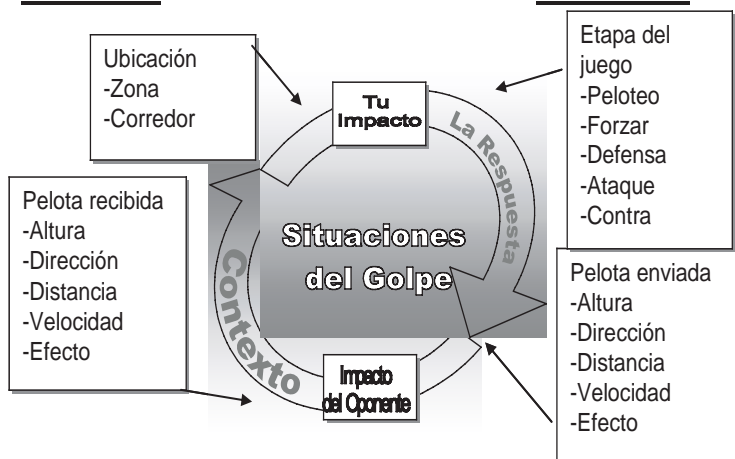 Ubicación
-Zona
-Corredor
Etapa del
juego
-Peloteo
-Forzar
-Defensa
-Ataque
-Contra
Tu
Impacto
La Respuesta
Pelota recibida
-Altura
-Dirección
-Distancia
-Velocidad
-Efecto
Situaciones
del Golpe
Contexto
Impacto
del Oponente
Pelota enviada
-Altura
-Dirección
-Distancia
-Velocidad
-Efecto